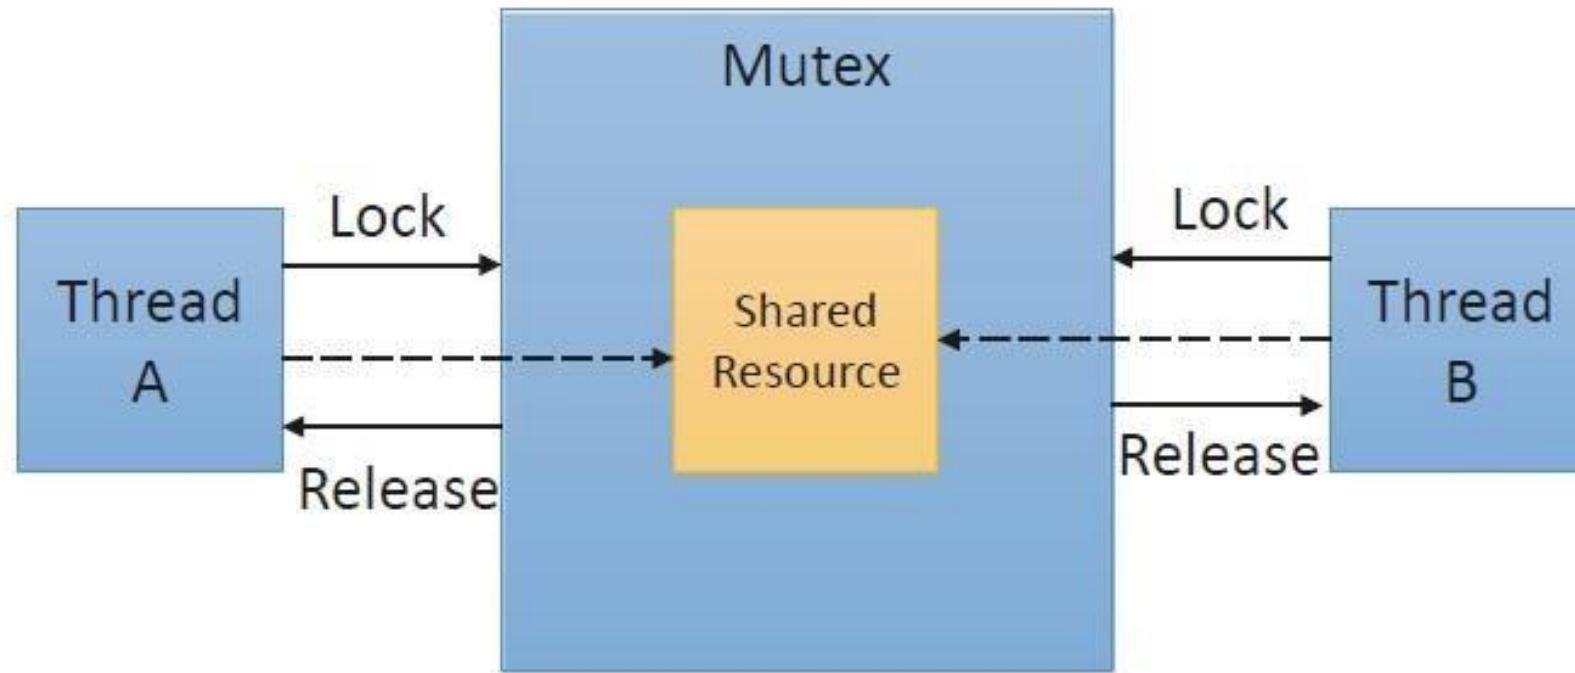 Mutex
Lock
Thread
A
Release
Shared
Resource
Lock
Thread
B
Release